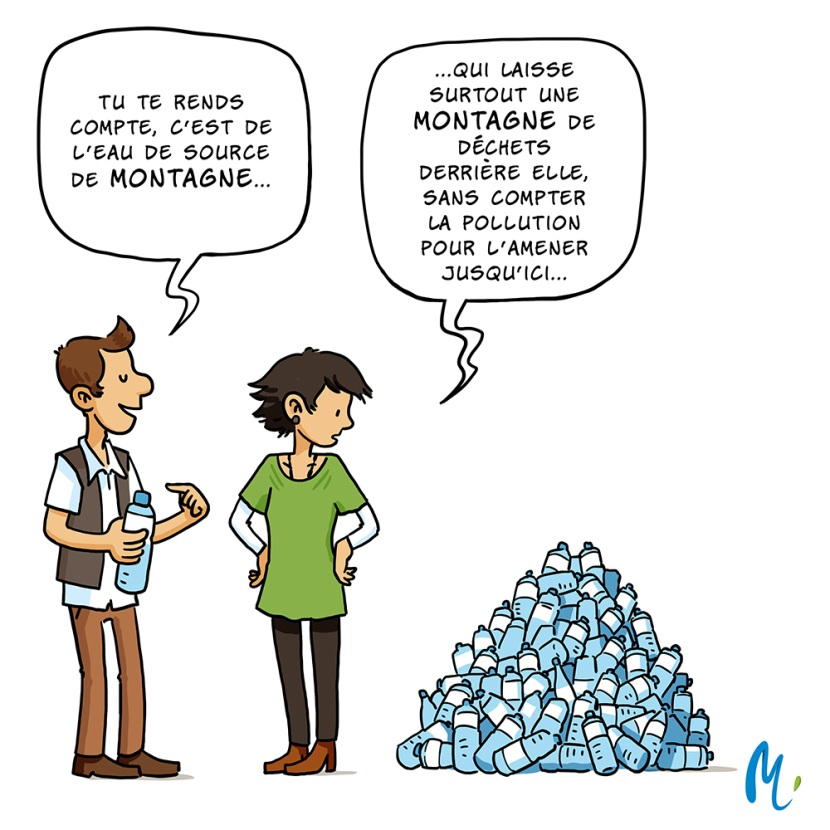 TU TE RENDS
COMPTE, C'EST DE
L'EAU DE SOURCE
DE MONTAGNE...
...QUI LAISSE
SURTOUT UNE
MONTAGNE DE
DÉCHETS
DERRIÈRE ELLE,
SANS COMPTER
LA POLLUTION
POUR L'AMENER
JUSQU'ICI...
M